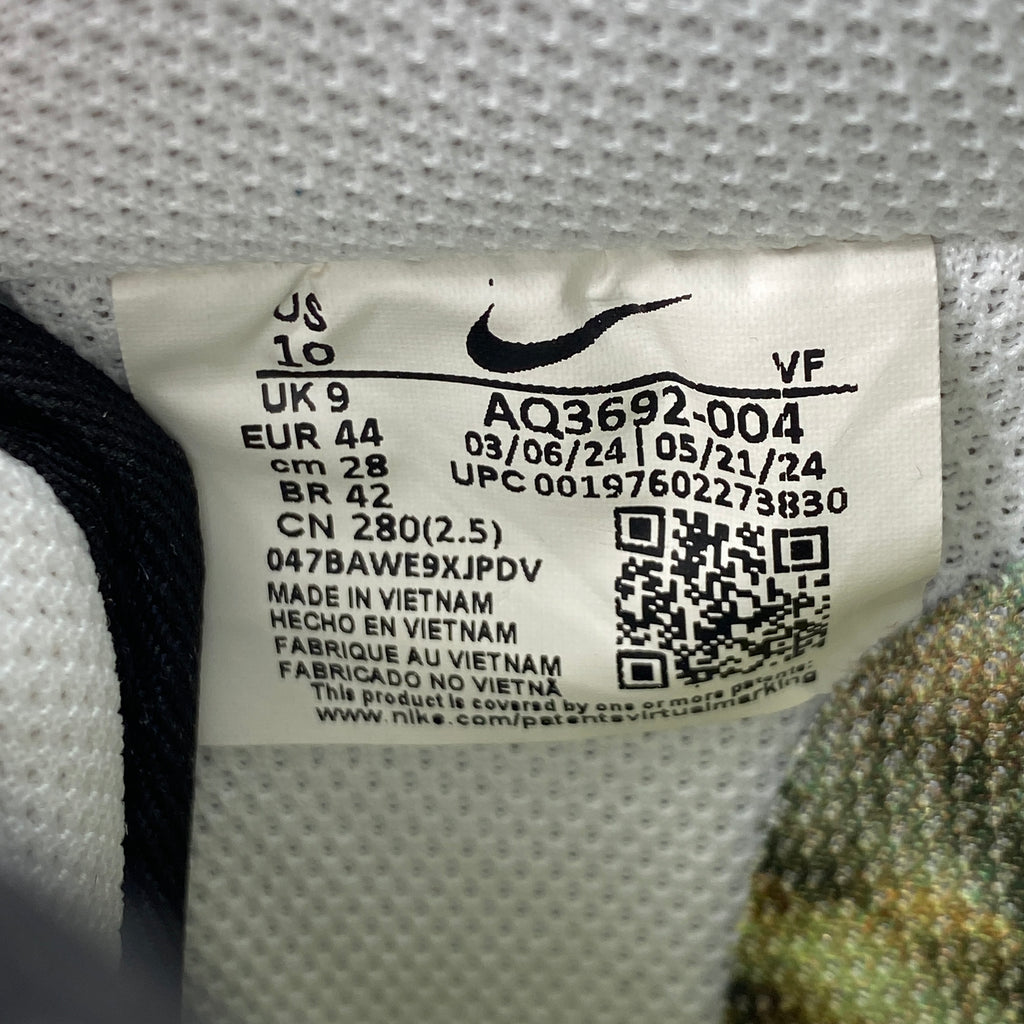 US
10
VF
UK 9
EUR 44
cm 28
BR 42
CN 280(2.5)
047BAWE9XJPDV
AQ3692-004
03/06/24 | 05/21/24
UPC 00197602273830
MADE IN VIETNAM
HECHO EN VIETNAM
FABRIQUE AU VIETNAM
FABRICADO NO VIETNÃ
This product is covered by one or more patents:
www.nike.com/patentsvirtualmarking